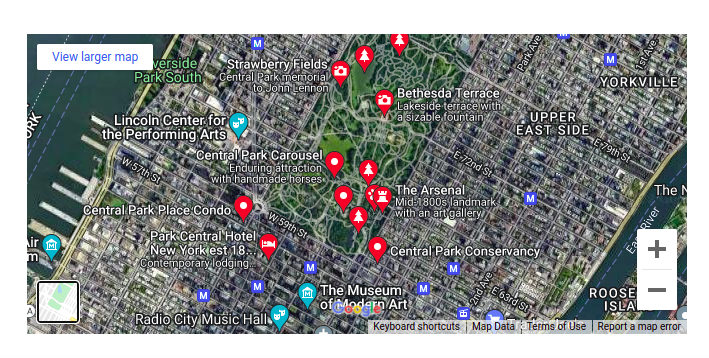 View larger map
verside
Park South
Strawberry Fields
Central Park memorial
to John Lennon
Bethesda Terrace
Lakeside terrace with
a sizable fountain
YORKVILLE
Park Ave
1st Ave
UPPER
EAST SIDE
E 79th St
E 72nd St
Lincoln Center for
the Performing Arts
W 57th St
Central Park Carousel
Enduring attraction
with handmade horses
The Arsenal
Mid-1800s landmark
with an art gallery
The N
Central Park Place Condo
W 59th St
Park Central Hotel
New York est 18...
Contemporary lodging...
Central Park Conservancy
East River
Air
m
E 63rd St
2nd Ave
ROOSE
ISLA
The Museum
of Modern Art
Radio City Music Hall
Google
Keyboard shortcuts
Map Data
Terms of Use
Report a map error